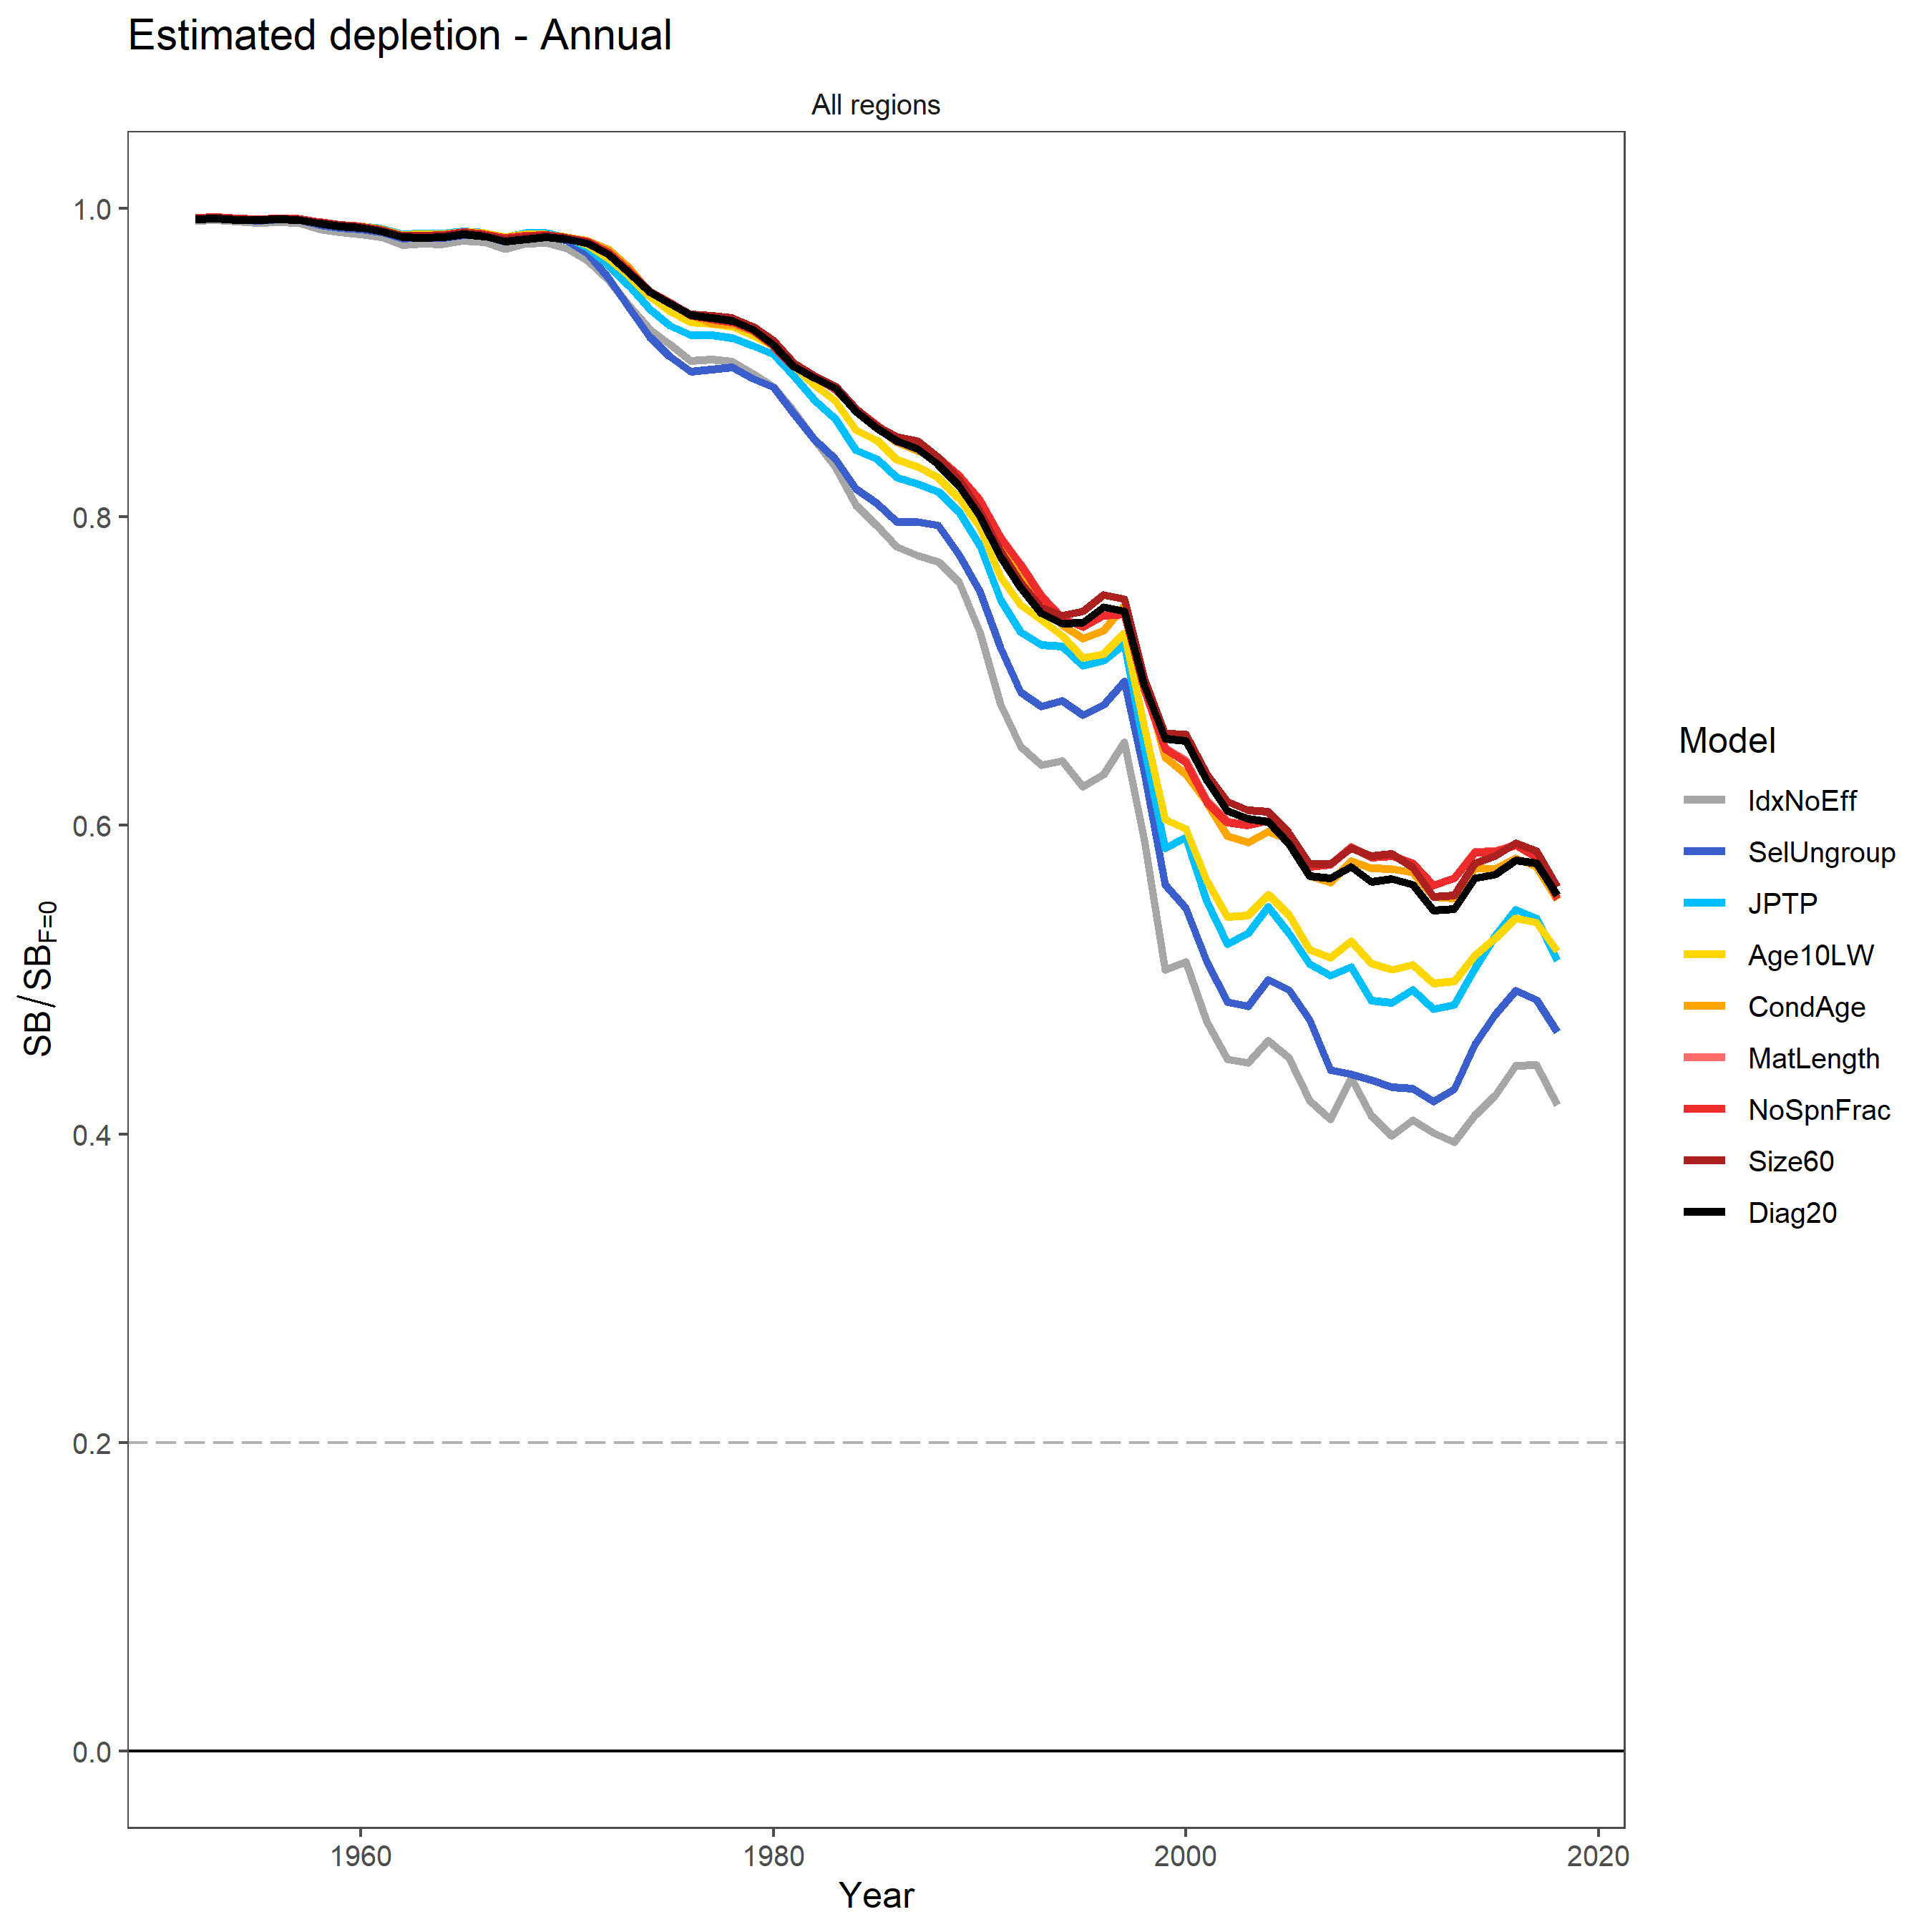 Estimated depletion - Annual
All regions
SB/SBF=0
1.0
0.8
0.6
0.4
0.2
0.0
1960
1980
2000
2020
Year
Model
IdxNoEff
SelUngroup
JPTP
Age10LW
CondAge
MatLength
NoSpnFrac
Size60
Diag20